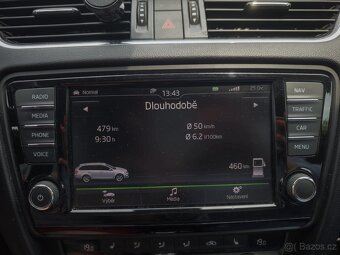 RADIO
MEDIA
PHONE
VOICE
NAV
TRAFFIC
CAR
MENU
Normal
13:43
Dlouhodobě
479 km
9:30 h
Ø 50 km/h
Ø 6.2 l/100km
460 km
Výběr
Média
Nastavení
Bazoš.cz